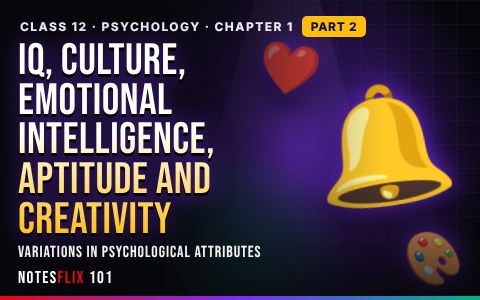 CLASS 12 · PSYCHOLOGY · CHAPTER 1 PART 2
IQ, CULTURE,
EMOTIONAL
INTELLIGENCE,
APTITUDE AND
CREATIVITY
VARIATIONS IN PSYCHOLOGICAL ATTRIBUTES
NOTESFLIX 101